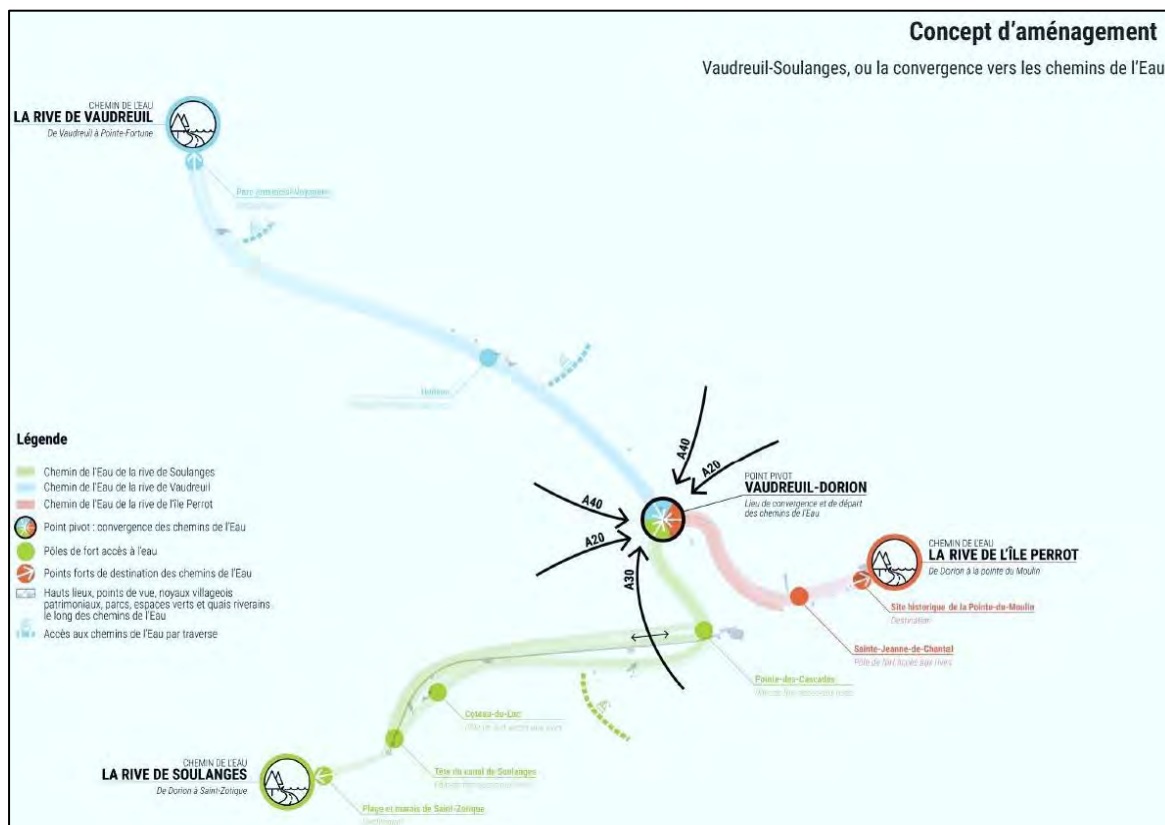 Concept d'aménagement
Vaudreuil-Soulanges, ou la convergence vers les chemins de l'Eau
CHEMIN DE L'EAU
LA RIVE DE VAUDREUIL
De Vaudreuil à Pointe-Fortune
Hudson
A40
A20
POINT PIVOT
VAUDREUIL-DORION
Lieu de convergence et de départ
des chemins de l'Eau
A40
A20
A30
CHEMIN DE L'EAU
LA RIVE DE L'ÎLE PERROT
De Dorion à la pointe du Moulin
Site historique de la Pointe-du-Moulin
Destination
Sainte-Jeanne-de-Chantal
Pôle de fort accès aux rives
Pointe-des-Cascades
Coteau-du-Lac
Tête du canal de Soulanges
CHEMIN DE L'EAU
LA RIVE DE SOULANGES
De Dorion à Saint-Zotique
Plage et marais de Saint-Zotique
Légende
Chemin de l'Eau de la rive de Soulanges
Chemin de l'Eau de la rive de Vaudreuil
Chemin de l'Eau de la rive de l'île Perrot
Point pivot : convergence des chemins de l'Eau
Pôles de fort accès à l'eau
Points forts de destination des chemins de l'Eau
Hauts lieux, points de vue, noyaux villageois
patrimoniaux, parcs, espaces verts et quais riverains
le long des chemins de l'Eau
Accès aux chemins de l'Eau par traverse